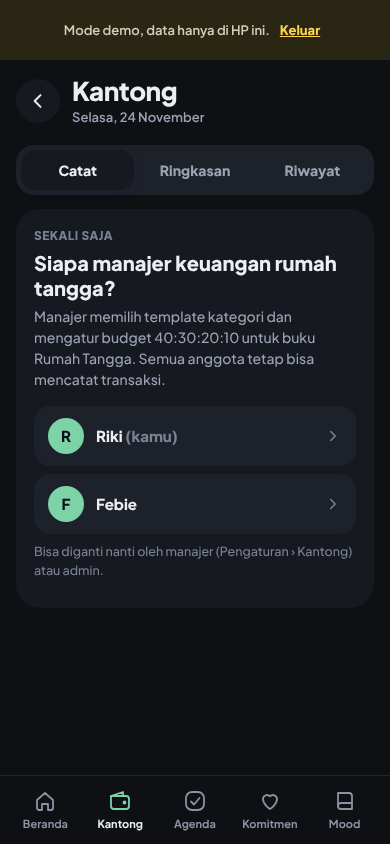 Mode demo, data hanya di HP ini. Keluar
Kantong
Selasa, 24 November
Catat Ringkasan Riwayat
SEKALI SAJA
Siapa manajer keuangan rumah
tangga?
Manajer memilih template kategori dan
mengatur budget 40:30:20:10 untuk buku
Rumah Tangga. Semua anggota tetap bisa
mencatat transaksi.
R Riki (kamu)
F Febie
Bisa diganti nanti oleh manajer (Pengaturan › Kantong)
atau admin.
Beranda Kantong Agenda Komitmen Mood